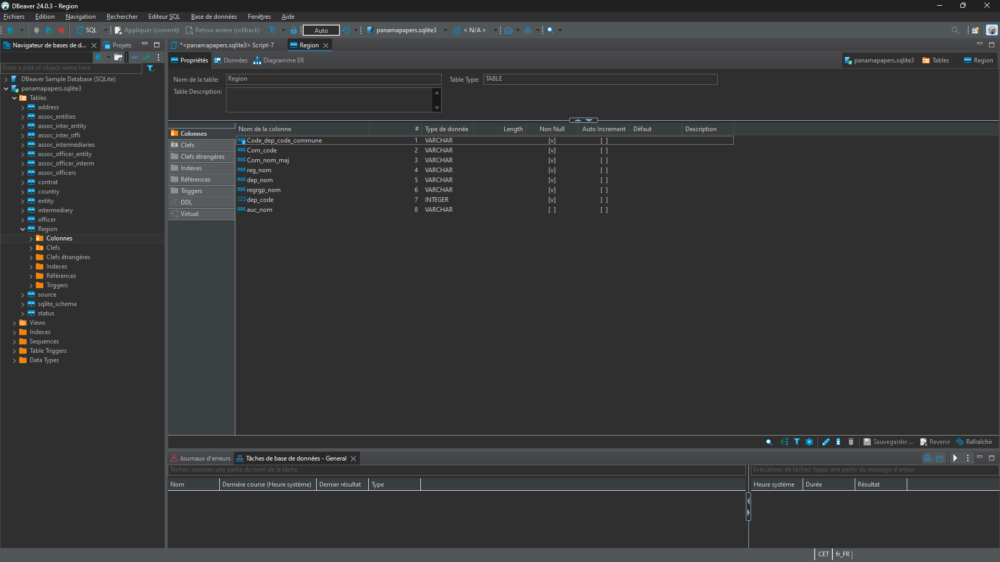 DBeaver 24.0.3 - Region
Fichiers Edition Navigation Rechercher Editeur SQL Base de données Fenêtres Aide
SQL Appliquer (commit) Retour arrière (rollback) Auto panamapapers.sqlite3 < N/A >
Navigateur de bases de d... Projets
Enter a part of object name here
DBeaver Sample Database (SQLite)
panamapapers.sqlite3
Tables
address
assoc_entities
assoc_inter_entity
assoc_inter_offi
assoc_intermediaries
assoc_officer_entity
assoc_officer_interm
assoc_officers
contrat
country
entity
intermediary
officer
Region
Colonnes
Clefs
Clefs étrangères
Indexes
Références
Triggers
source
sqlite_schema
status
Views
Indexes
Sequences
Table Triggers
Data Types
*<panamapapers.sqlite3> Script-7 Region
Propriétés Données Diagramme ER panamapapers.sqlite3 Tables Region
Nom de la table: Region Table Type: TABLE
Table Description:
Colonnes
Clefs
Clefs étrangères
Indexes
Références
Triggers
DDL
Virtual
Nom de la colonne # Type de donnée Length Non Null Auto Increment Défaut Description
ABC Code_dep_code_commune 1 VARCHAR [v] [ ]
ABC Com_code 2 VARCHAR [v] [ ]
ABC Com_nom_maj 3 VARCHAR [v] [ ]
ABC reg_nom 4 VARCHAR [v] [ ]
ABC dep_nom 5 VARCHAR [v] [ ]
ABC regrgp_nom 6 VARCHAR [v] [ ]
123 dep_code 7 INTEGER [v] [ ]
ABC auc_nom 8 VARCHAR [ ] [ ]
Sauvegarder ... Revenir Rafraîchir
Journaux d'erreurs Tâches de base de données - General
Tâches: saisissez une partie du nom de la tâche
Nom Derniére course (Heure système) Dernier résultat Type
Exécutions de tâches: tapez une partie du message d'erreur
Heure système Durée Résultat
CET fr_FR